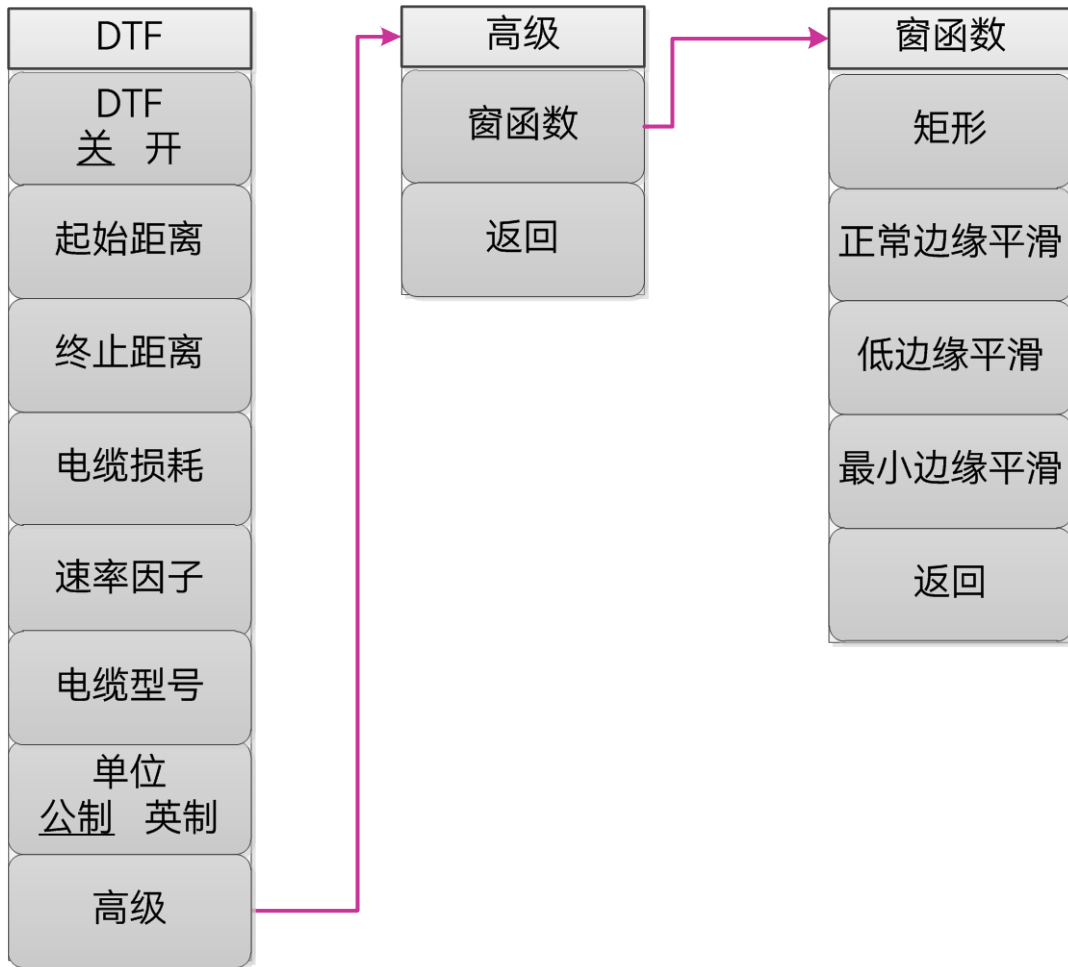 DTF
DTF
关 开
起始距离
终止距离
电缆损耗
速率因子
电缆型号
单位
公制 英制
高级
高级
窗函数
返回
窗函数
矩形
正常边缘平滑
低边缘平滑
最小边缘平滑
返回